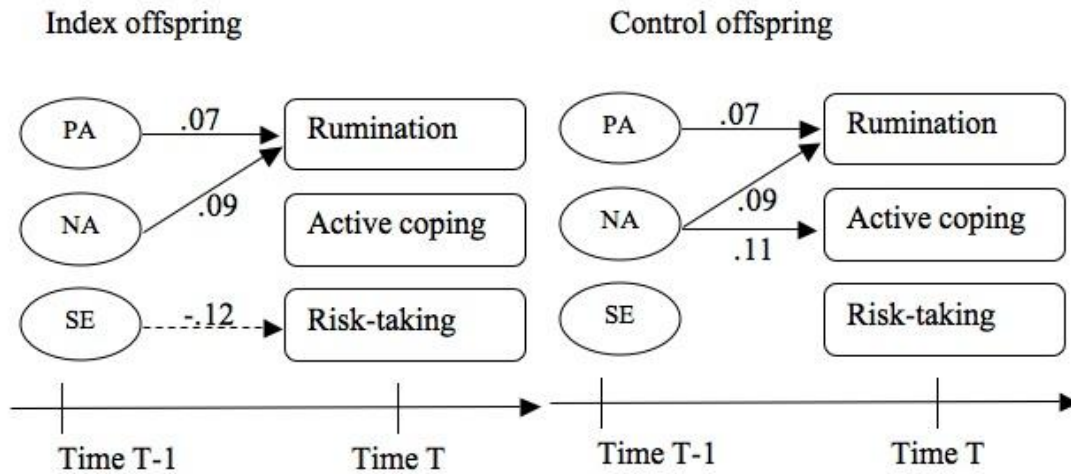 Index offspring
PA
.07
Rumination
NA
.09
Active coping
SE
-.12
Risk-taking
Time T-1
Time T
Control offspring
PA
.07
Rumination
NA
.09
Active coping
.11
SE
Risk-taking
Time T-1
Time T